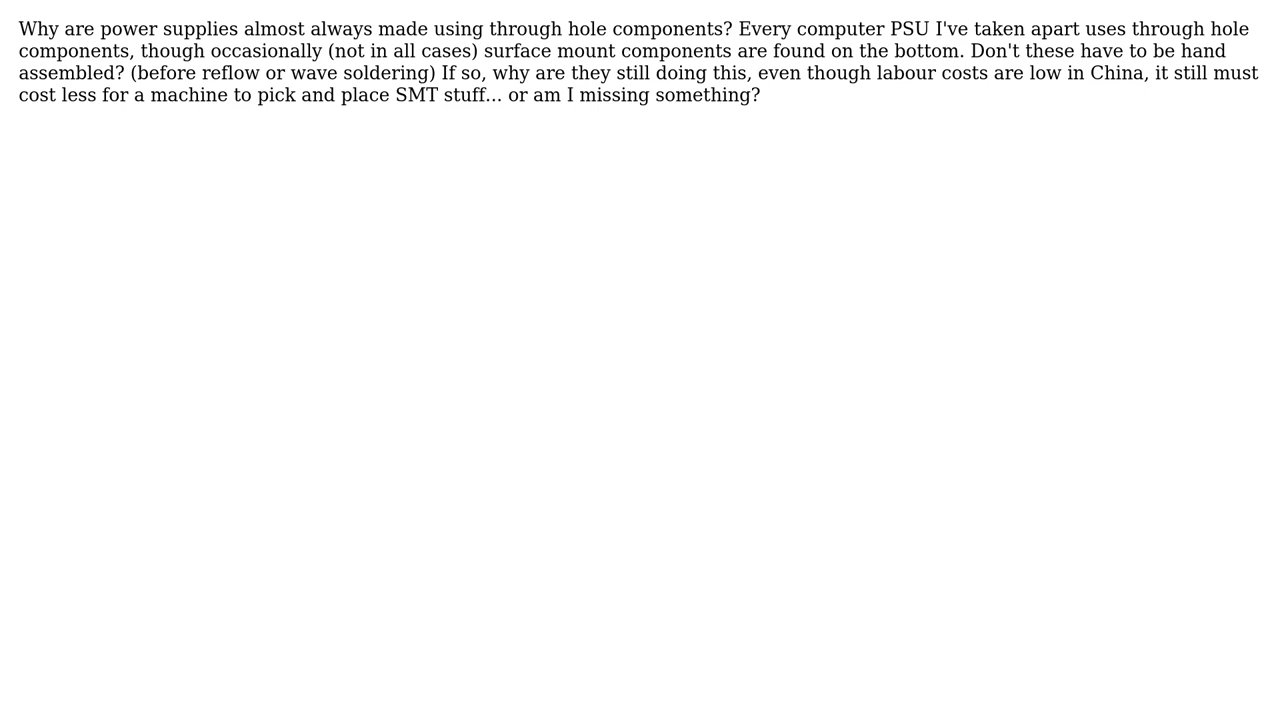 Why are power supplies almost always made using through hole components? Every computer PSU I've taken apart uses through hole
components, though occasionally (not in all cases) surface mount components are found on the bottom. Don't these have to be hand
assembled? (before reflow or wave soldering) If so, why are they still doing this, even though labour costs are low in China, it still must
cost less for a machine to pick and place SMT stuff... or am I missing something?